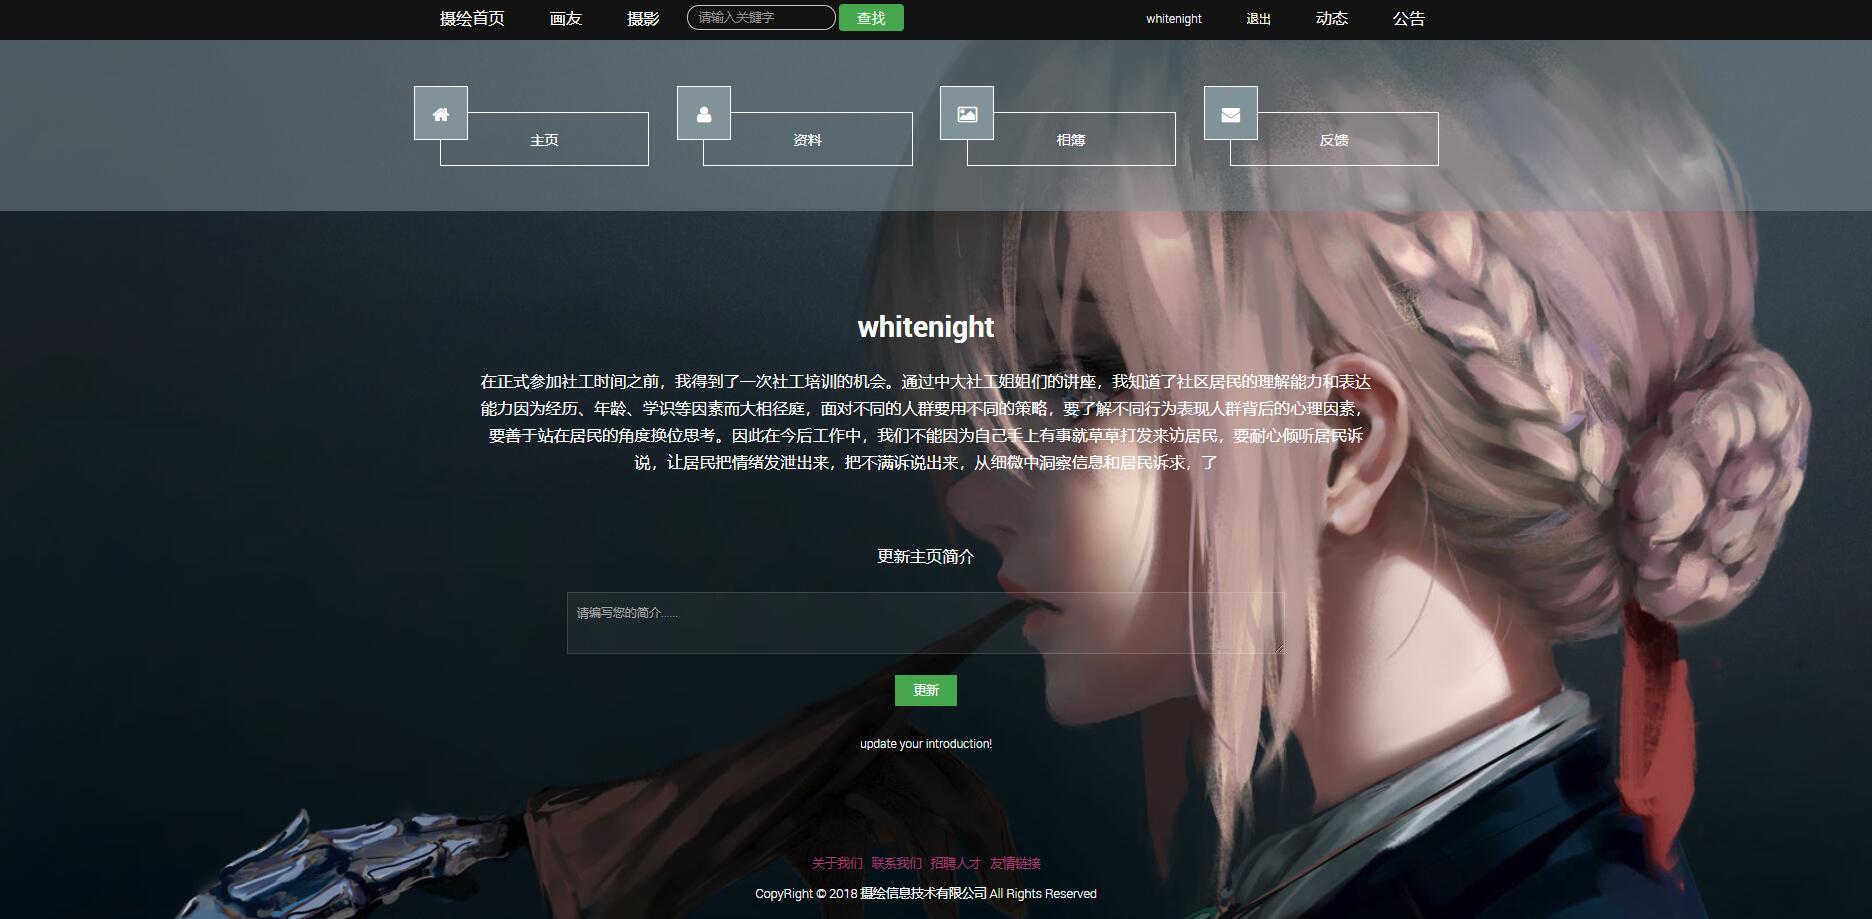 摄绘首页 画友 摄影 请输入关键字 查找 whitenight 退出 动态 公告
主页 资料 相簿 反馈
whitenight
在正式参加社工时间之前，我得到了一次社工培训的机会。通过中大社工姐姐们的讲座，我知道了社区居民的理解能力和表达
能力因为经历、年龄、学识等因素而大相径庭，面对不同的人群要用不同的策略，要了解不同行为表现人群背后的心理因素，
要善于站在居民的角度换位思考。因此在今后工作中，我们不能因为自己手上有事就草草打发来访居民，要耐心倾听居民诉
说，让居民把情绪发泄出来，把不满诉说出来，从细微中洞察信息和居民诉求，了
更新主页简介
请编写您的简介......
更新
update your introduction!
关于我们 联系我们 招聘人才 友情链接
CopyRight © 2018 摄绘信息技术有限公司 All Rights Reserved